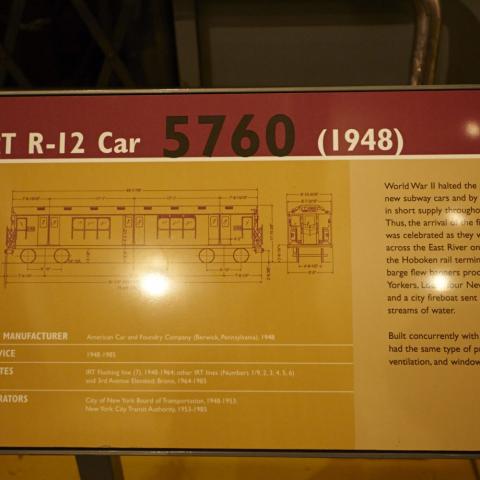 T R-12 Car 5760 (1948)
World War II halted the
new subway cars and by
in short supply througho
Thus, the arrival of the fi
was celebrated as they w
across the East River on
the Hoboken rail termin
barge flew banners proc
Yorkers, Lo our New
and a city fireboat sent
streams of water.
Built concurrently with
had the same type of p
ventilation, and window
MANUFACTURER American Car and Foundry Company (Berwick, Pennsylvania), 1948
VICE 1948-1985
TES IRT Flushing line (7), 1948-1964; other IRT lines (Numbers 1/9, 2, 3, 4, 5, 6)
and 3rd Avenue Elevated, Bronx, 1964-1985
RATORS City of New York Board of Transportation, 1948-1953;
New York City Transit Authority, 1953-1985